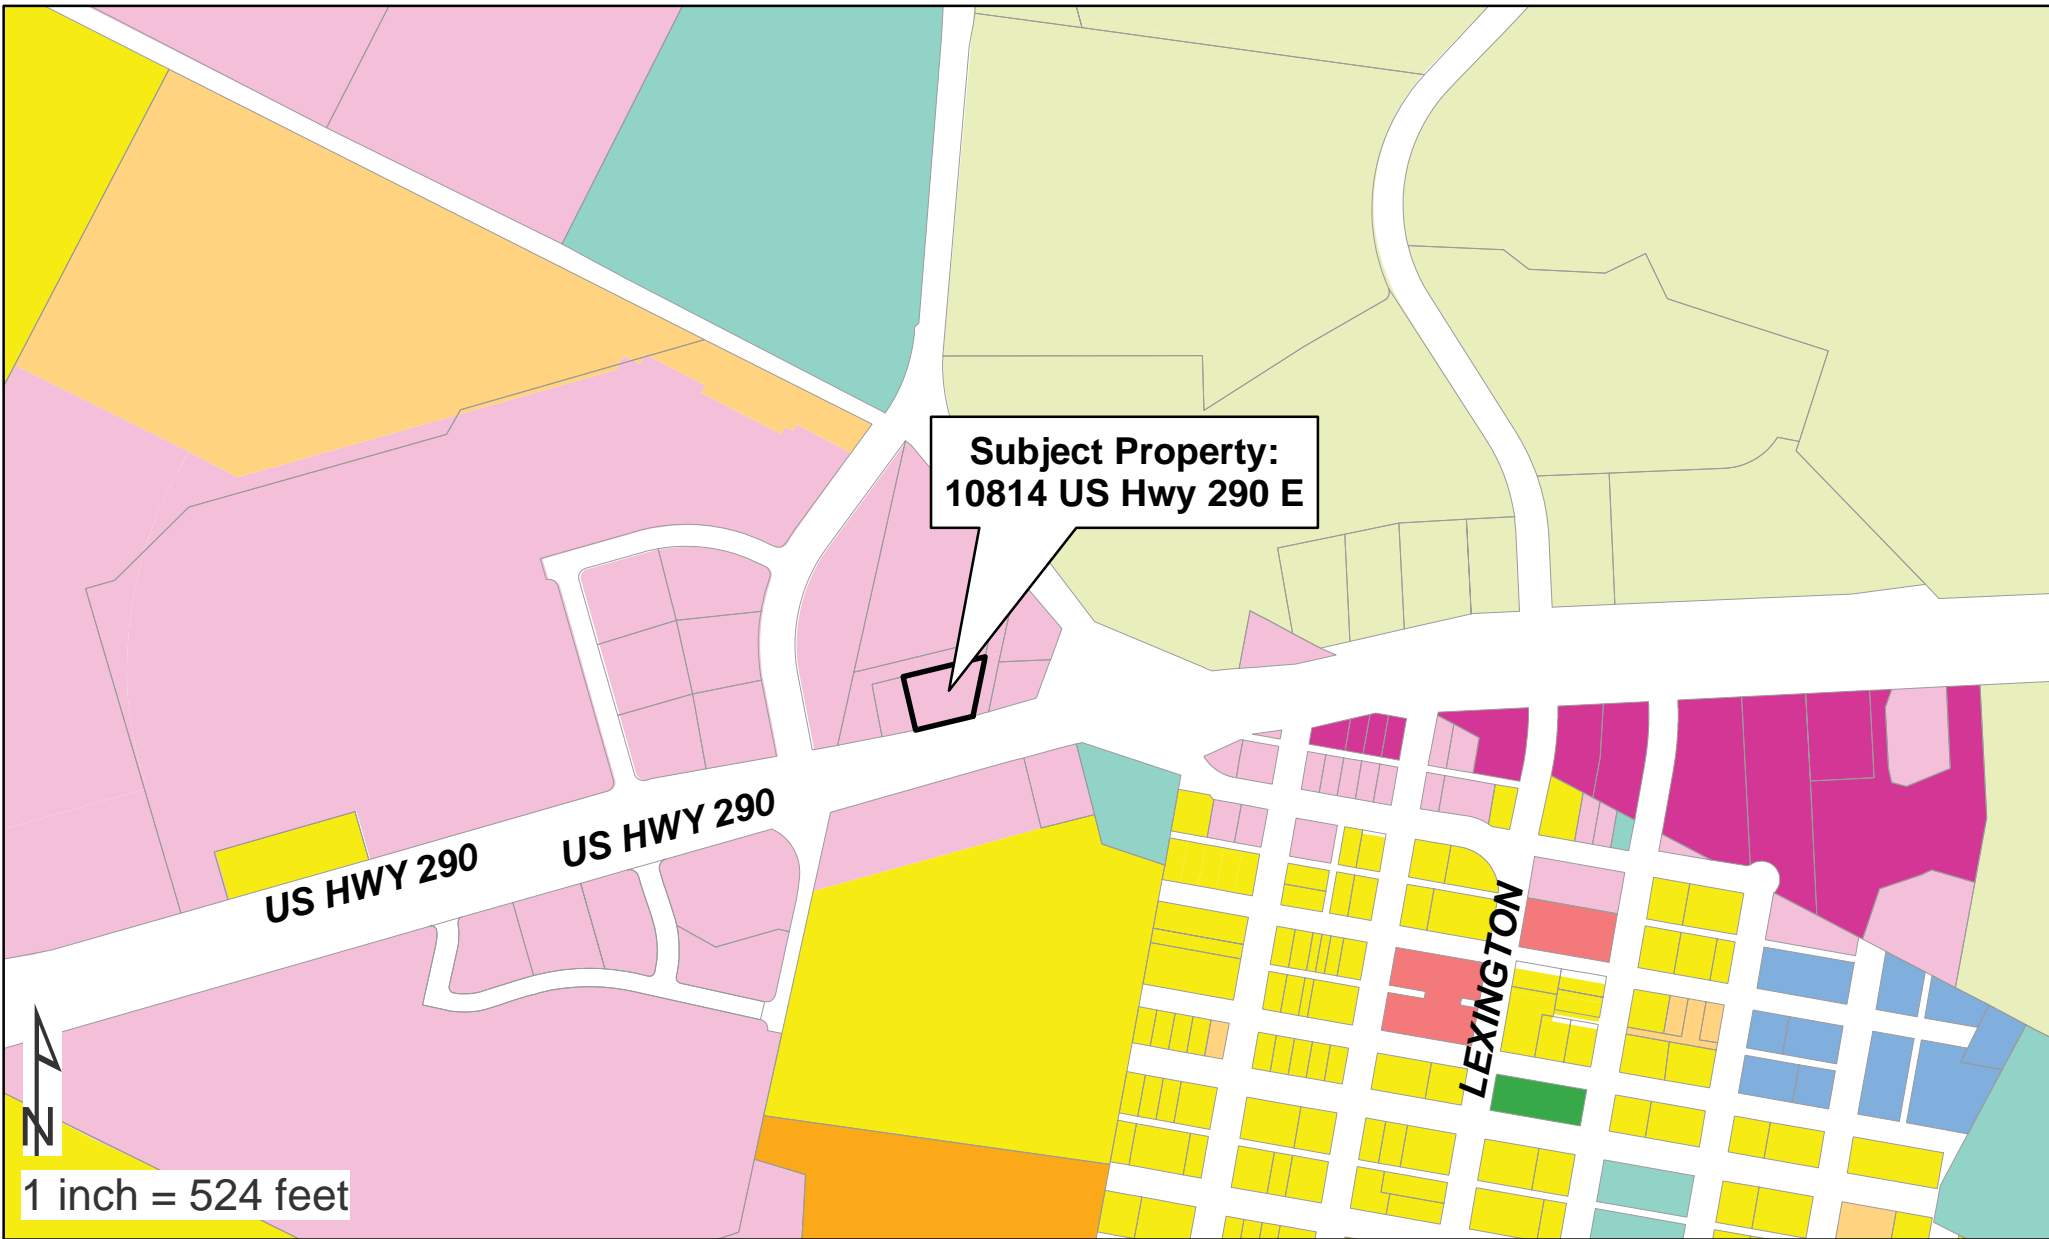 Subject Property:
10814 US Hwy 290 E
US HWY 290
US HWY 290
LEXINGTON
N
1 inch = 524 feet